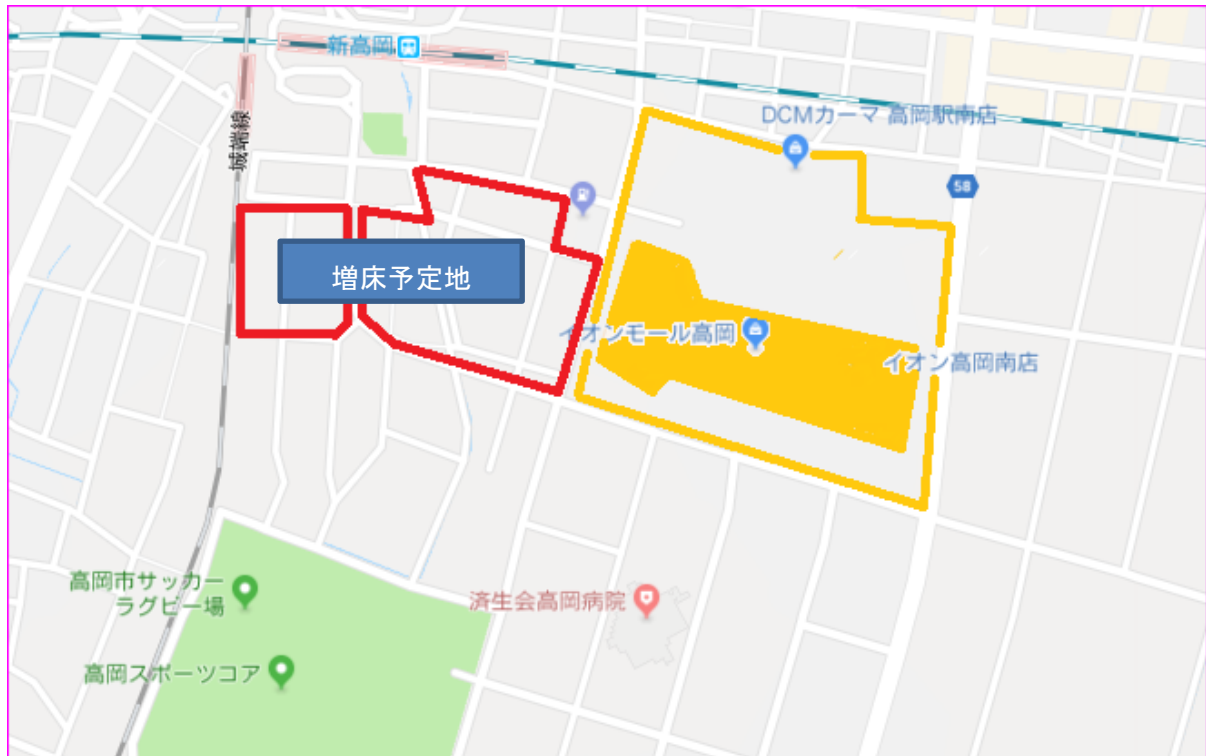 新高岡
城端線
DCMカーマ 高岡駅南店
58
増床予定地
イオンモール高岡
イオン高岡南店
高岡市サッカー
ラグビー場
済生会高岡病院
高岡スポーツコア